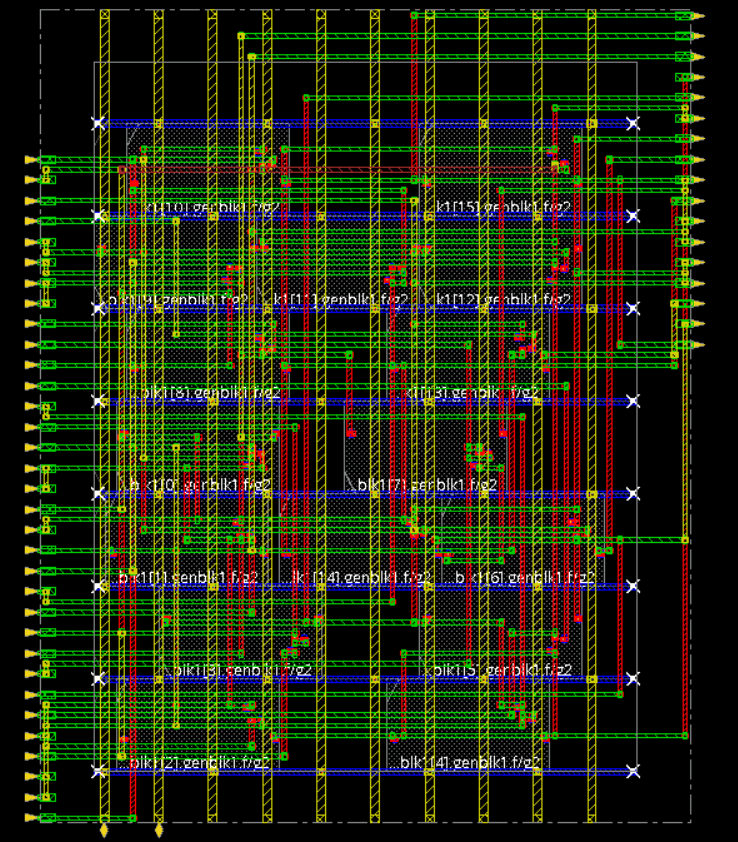 k1[10].genblk1.f/g2
k1[15].genblk1.f/g2
...blk1[9].genblk1.f/g2
k1[11].genblk1.f/g2
k1[12].genblk1.f/g2
blk1[8].genblk1.f/g2
k1[13].genblk1.f/g2
...blk1[0].genblk1.f/g2
...blk1[7].genblk1.f/g2
...blk1[1].genblk1.f/g2
...lk1[14].genblk1.f/g2
...blk1[6].genblk1.f/g2
...blk1[3].genblk1.f/g2
...blk1[5].genblk1.f/g2
...blk1[2].genblk1.f/g2
...blk1[4].genblk1.f/g2